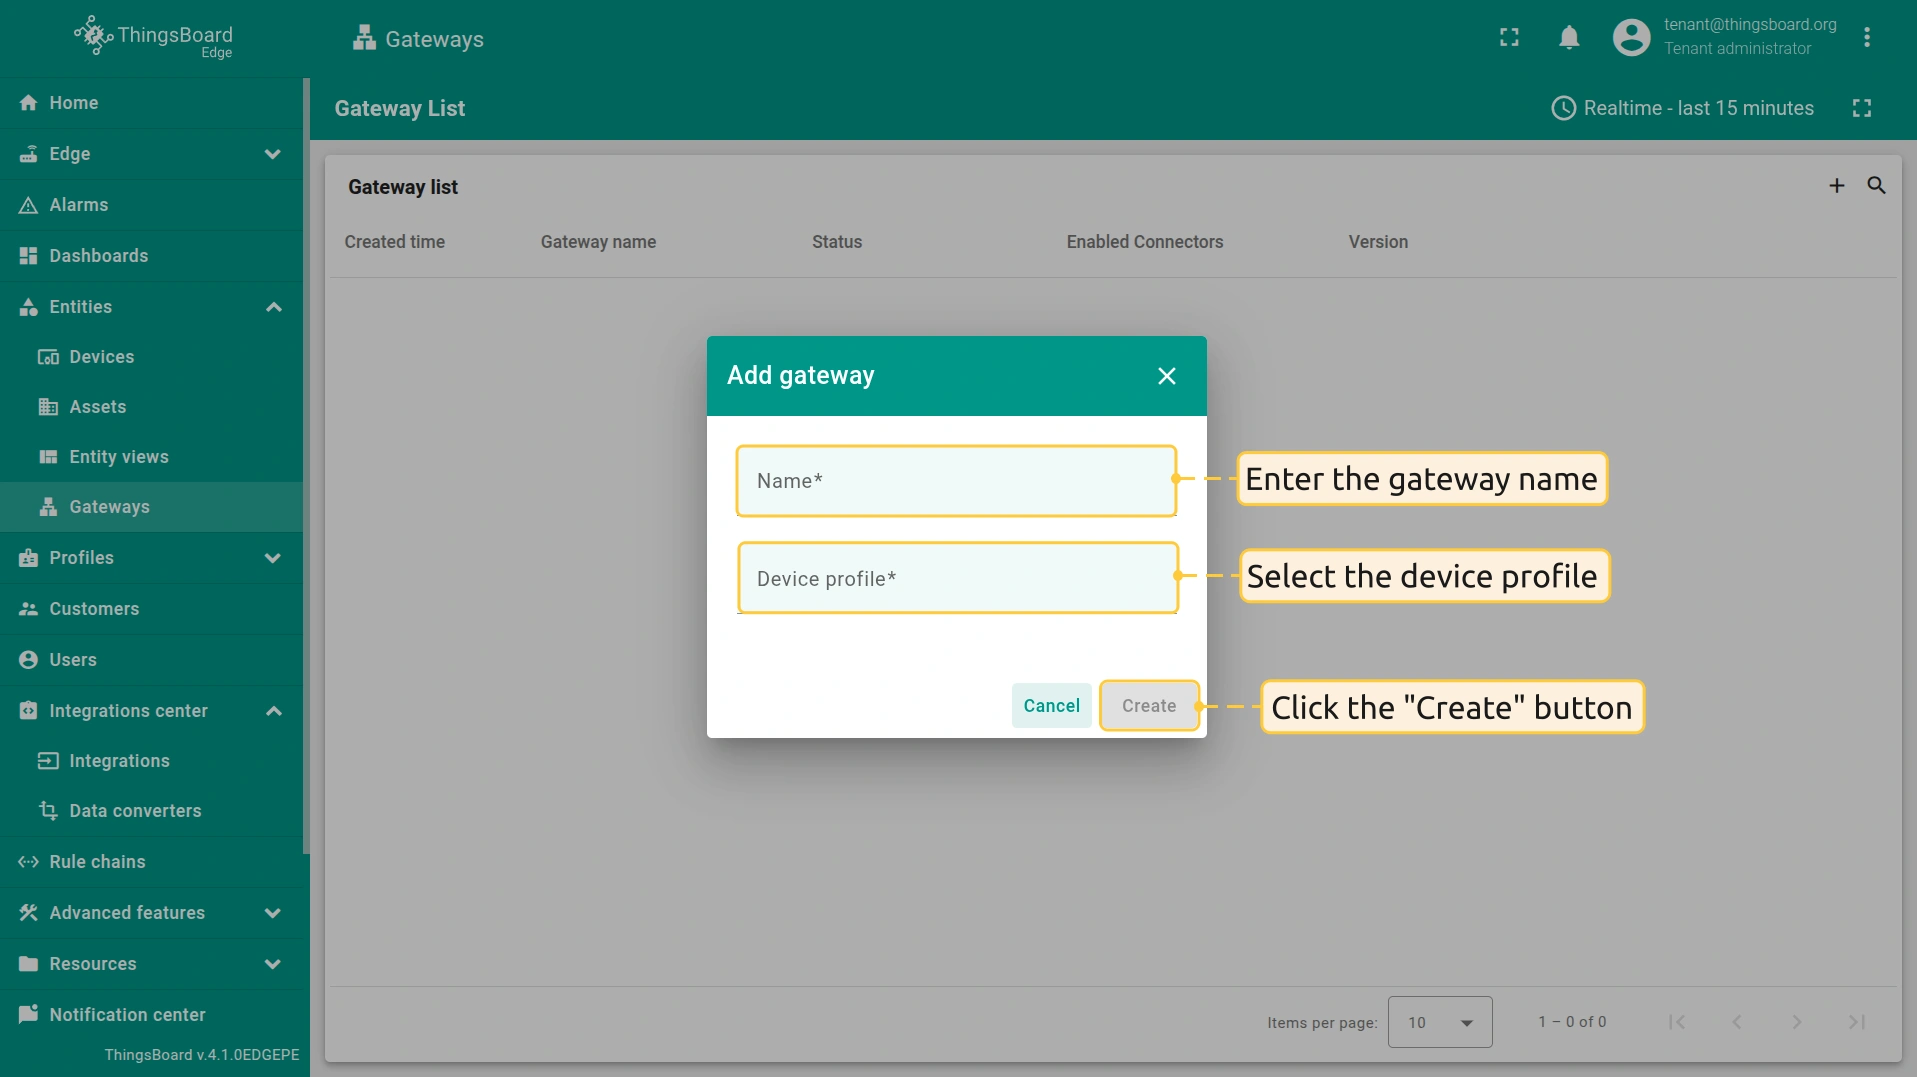 ThingsBoard
Edge
Gateways
tenant@thingsboard.org
Tenant administrator
Home
Edge
Alarms
Dashboards
Entities
Devices
Assets
Entity views
Gateways
Profiles
Customers
Users
Integrations center
Integrations
Data converters
Rule chains
Advanced features
Resources
Notification center
ThingsBoard v.4.1.0EDGEPE
Gateway List
Realtime - last 15 minutes
Gateway list
Created time Gateway name Status Enabled Connectors Version
Add gateway
Name*
Enter the gateway name
Device profile*
Select the device profile
Cancel Create
Click the "Create" button
Items per page: 10 1 – 0 of 0